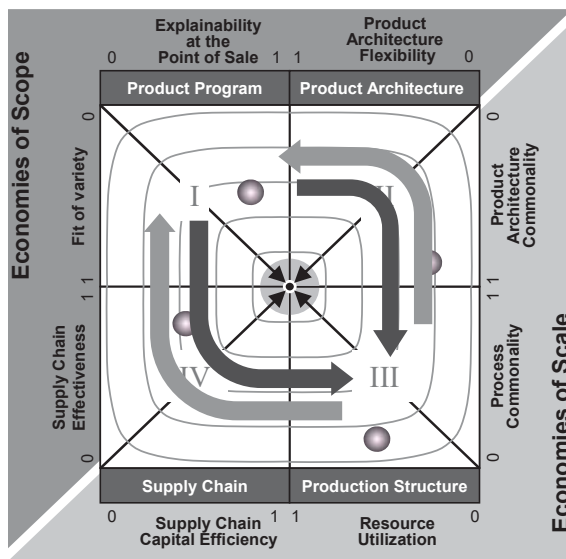 Explainability
at the
Point of Sale
Product
Architecture
Flexibility
0
1
1
0
Product Program
Product Architecture
Economies of Scope
0
Fit of variety
1
0
Product
Architecture
Commonality
1
I
II
IV
III
1
Supply Chain
Effectiveness
0
1
Process
Commonality
0
Economies of Scale
Supply Chain
Production Structure
0
1
1
0
Supply Chain
Capital Efficiency
Resource
Utilization